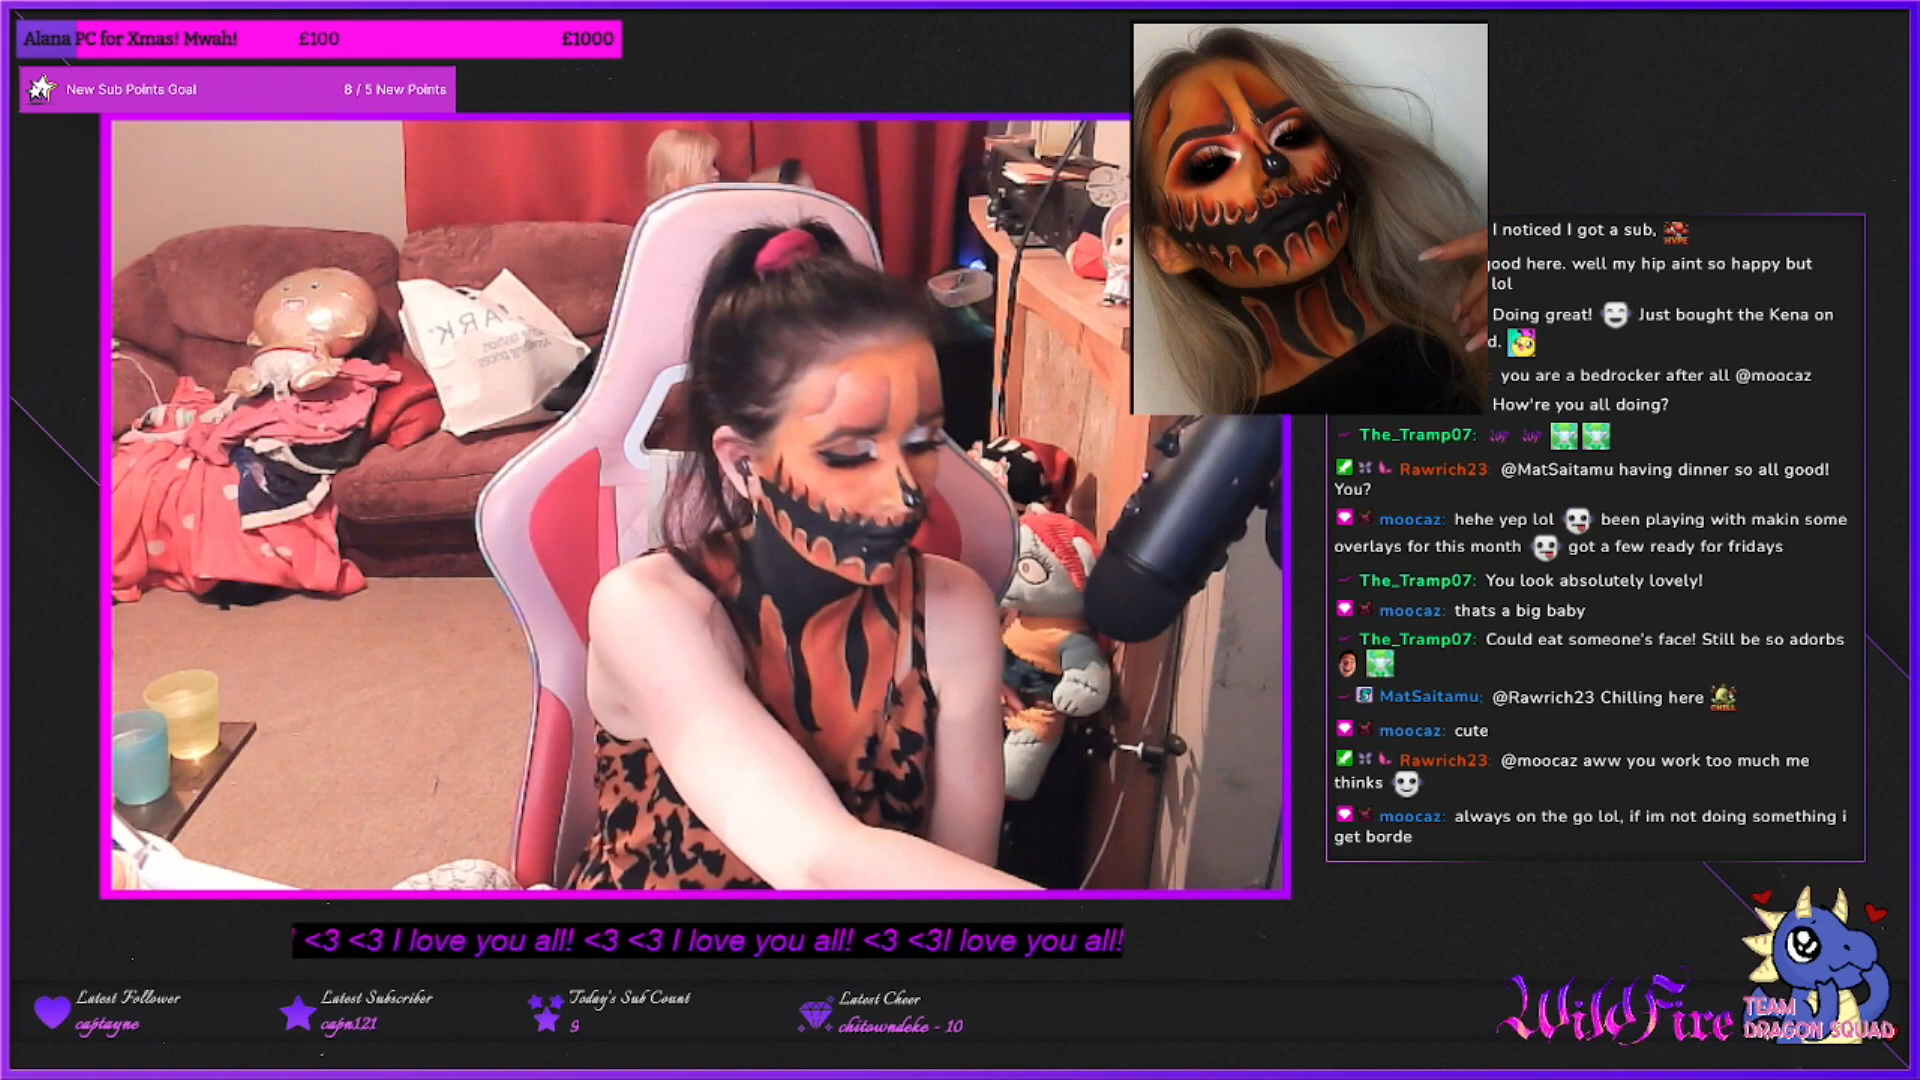 Alana PC for Xmas! Mwah! £100 £1000
New Sub Points Goal 8 / 5 New Points
I noticed I got a sub,
HYPE
good here. well my hip aint so happy but
lol
Doing great! Just bought the Kena on
d.
: you are a bedrocker after all @moocaz
How're you all doing?
The_Tramp07:
Rawrich23: @MatSaitamu having dinner so all good!
You?
moocaz: hehe yep lol been playing with makin some
overlays for this month got a few ready for fridays
The_Tramp07: You look absolutely lovely!
moocaz: thats a big baby
The_Tramp07: Could eat someone's face! Still be so adorbs
MatSaitamu: @Rawrich23 Chilling here
CHILL
moocaz: cute
Rawrich23: @moocaz aww you work too much me
thinks
moocaz: always on the go lol, if im not doing something i
get borde
<3 <3 I love you all! <3 <3 I love you all! <3 <3I love you all!
Latest Follower
captayne
Latest Subscriber
capn121
Today's Sub Count
9
Latest Cheer
chitowndeke - 10
WildFire
TEAM
DRAGON SQUAD